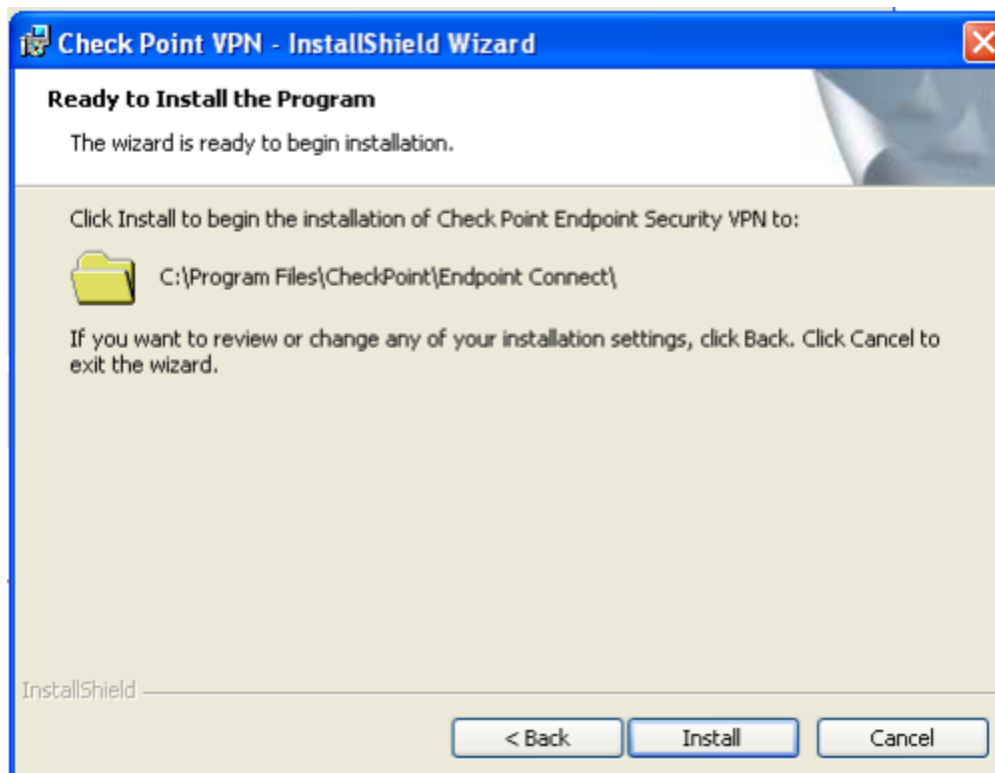 Check Point VPN - InstallShield Wizard
Ready to Install the Program
The wizard is ready to begin installation.
Click Install to begin the installation of Check Point Endpoint Security VPN to:
C:\Program Files\CheckPoint\Endpoint Connect\
If you want to review or change any of your installation settings, click Back. Click Cancel to
exit the wizard.
InstallShield
< Back
Install
Cancel